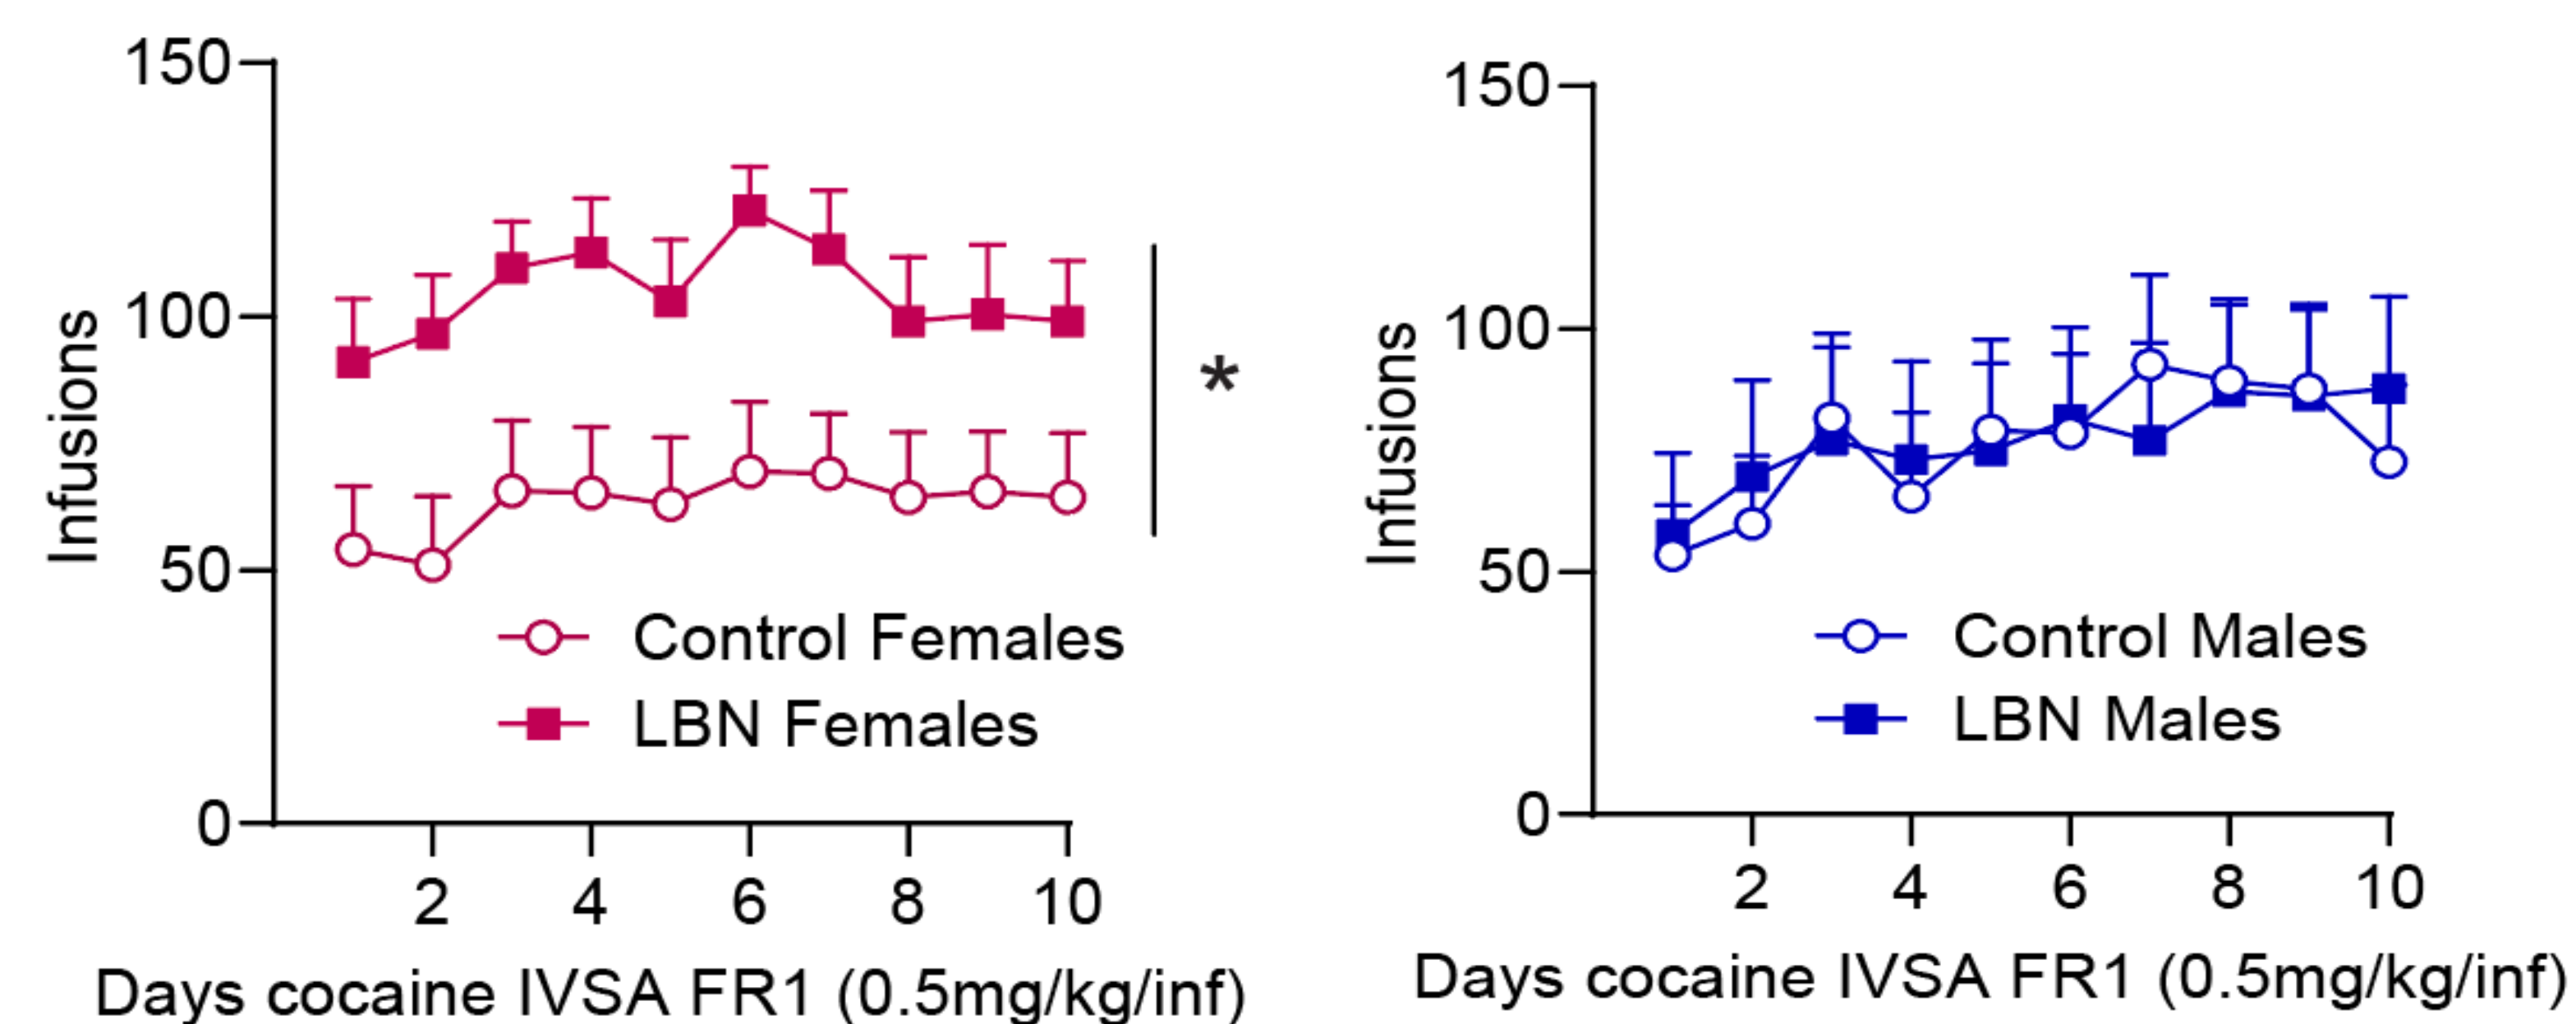 150
100
50
0
Infusions
2 4 6 8 10
Days cocaine IVSA FR1 (0.5mg/kg/inf)
Control Females
LBN Females
*
150
100
50
0
Infusions
2 4 6 8 10
Days cocaine IVSA FR1 (0.5mg/kg/inf)
Control Males
LBN Males